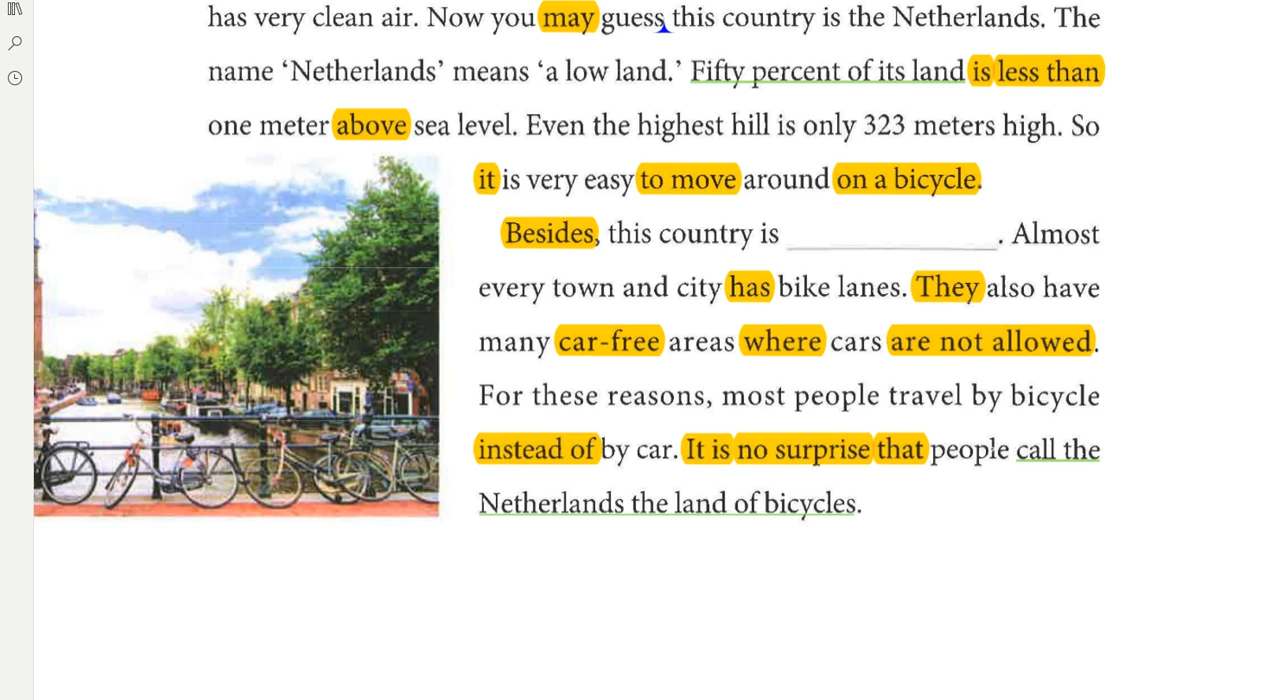 has very clean air. Now you may guess this country is the Netherlands. The
name ‘Netherlands’ means ‘a low land.’ Fifty percent of its land is less than
one meter above sea level. Even the highest hill is only 323 meters high. So
it is very easy to move around on a bicycle.
Besides, this country is ____________. Almost
every town and city has bike lanes. They also have
many car-free areas where cars are not allowed.
For these reasons, most people travel by bicycle
instead of by car. It is no surprise that people call the
Netherlands the land of bicycles.